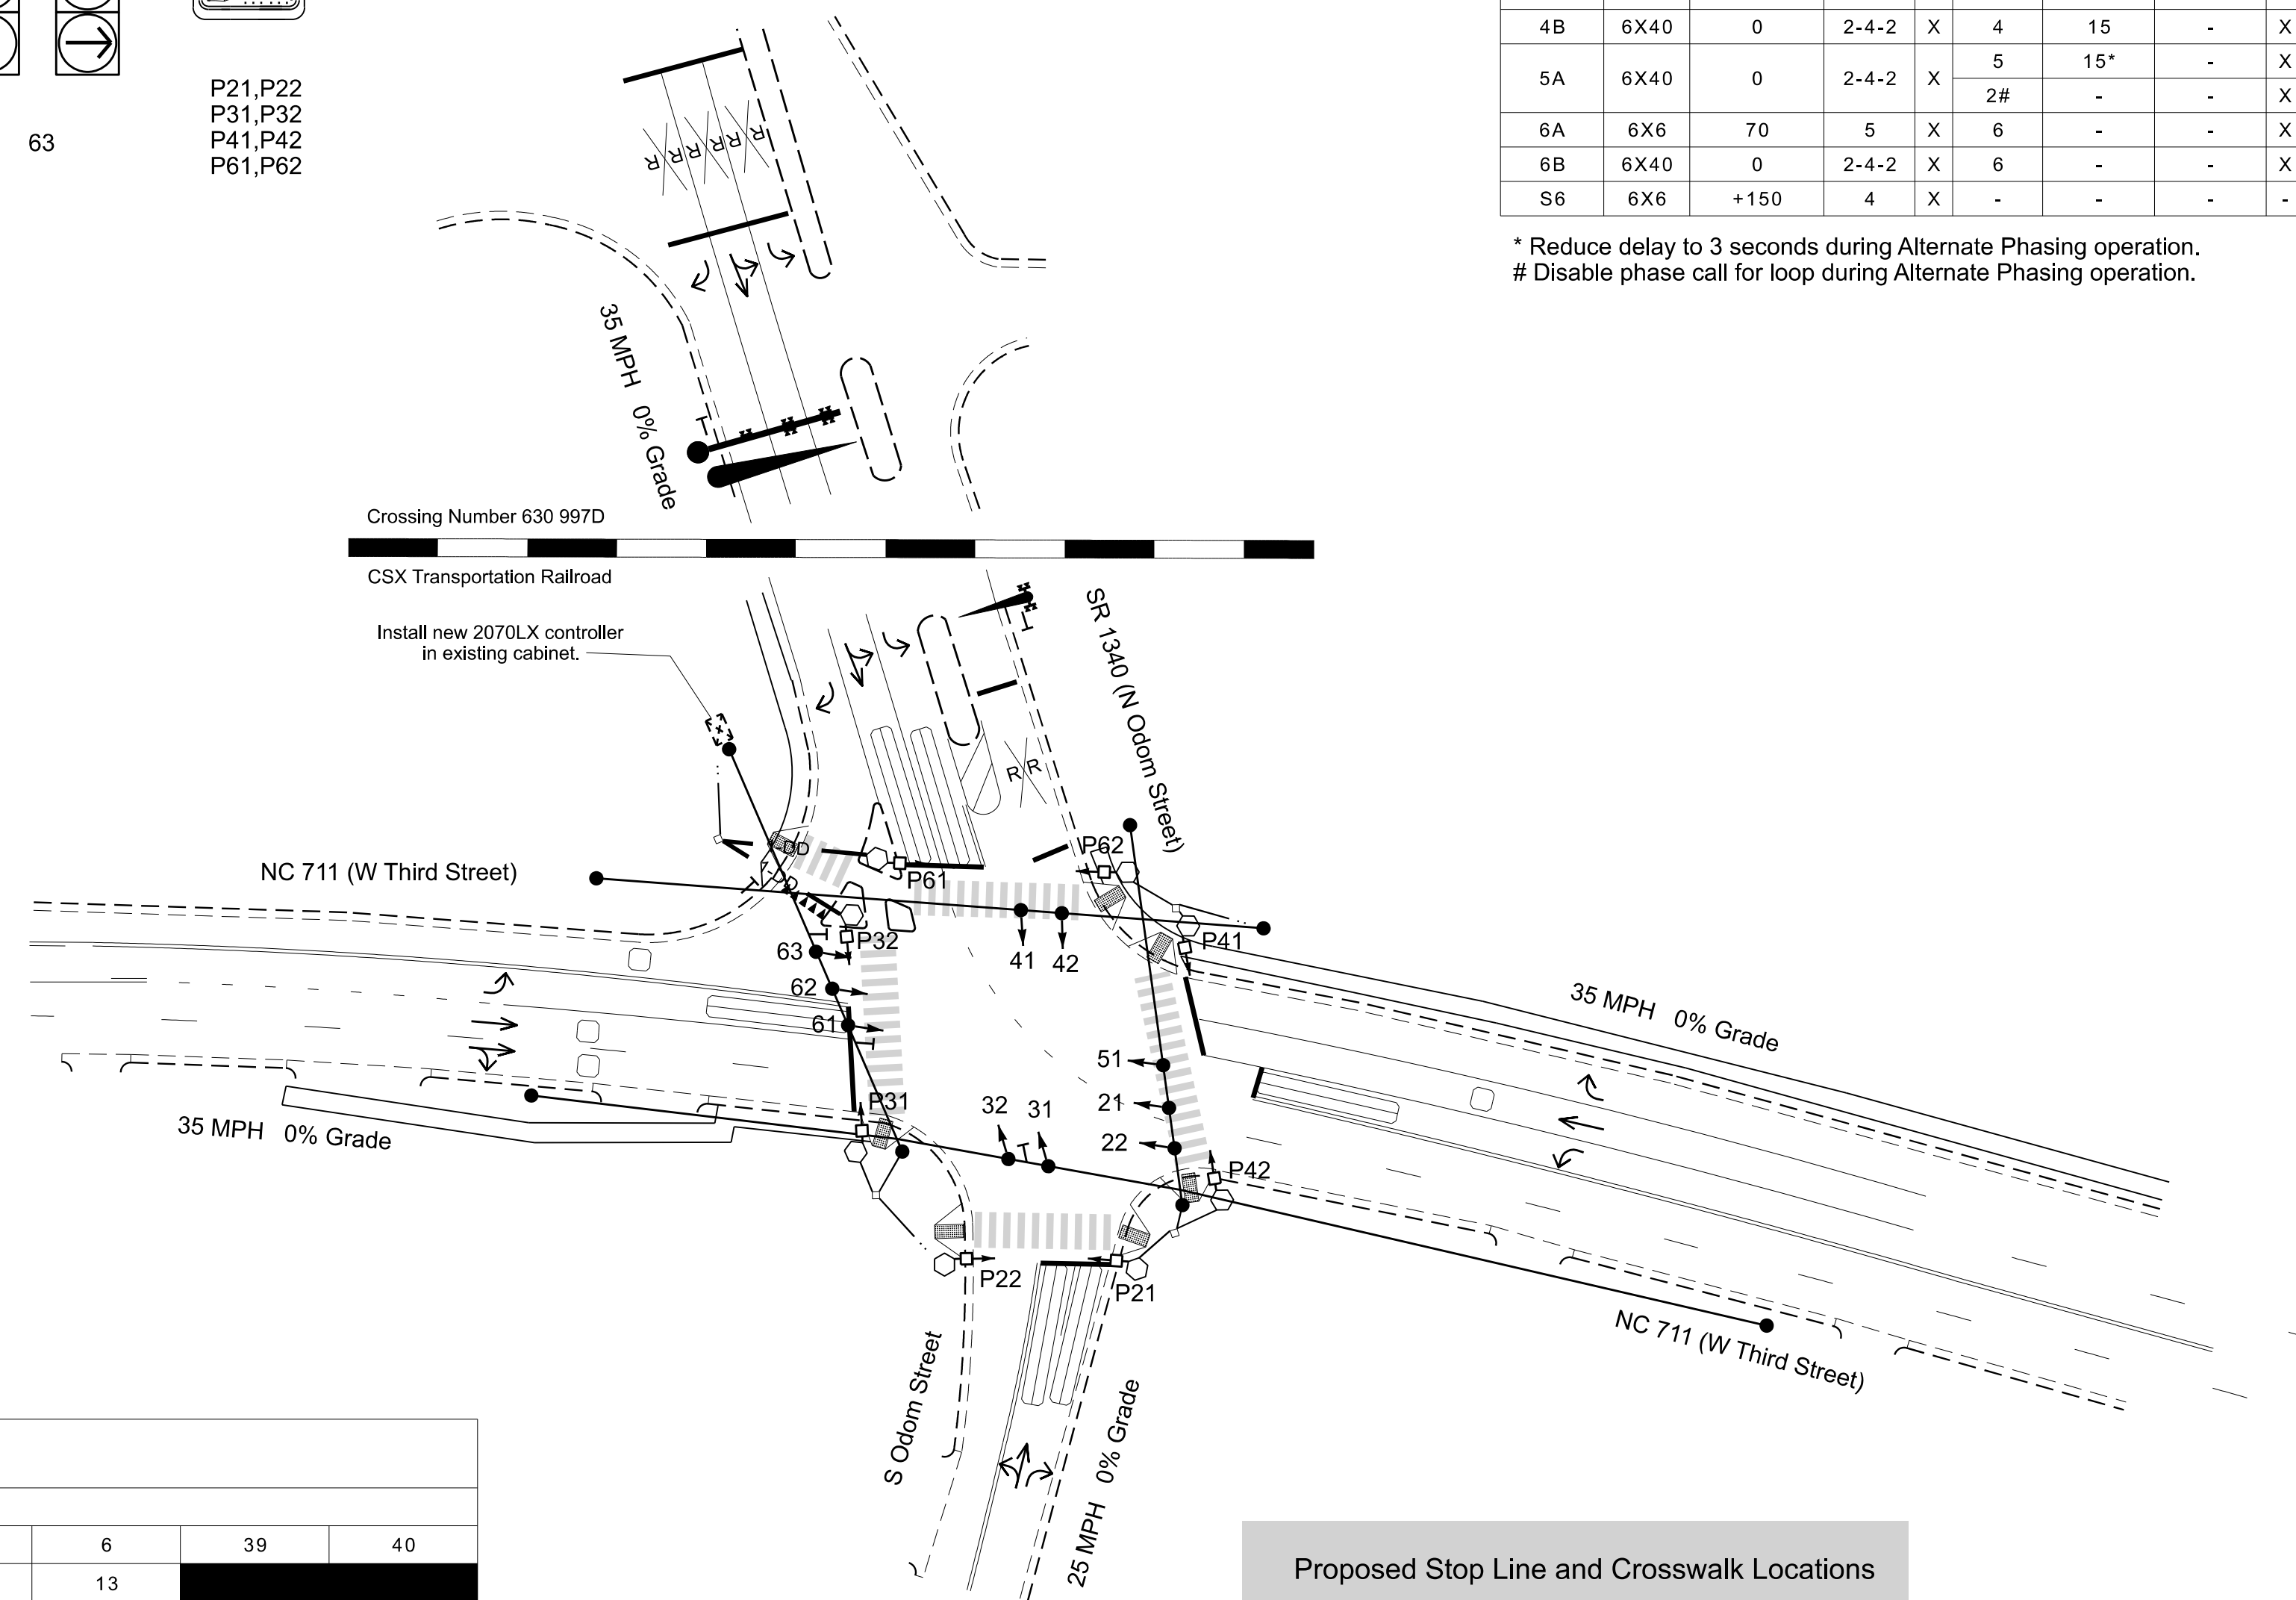 63
P21,P22
P31,P32
P41,P42
P61,P62
4B 6X40 0 2-4-2 X 4 15 - X
5A 6X40 0 2-4-2 X 5 15* - X
2# - - X
6A 6X6 70 5 X 6 - - X
6B 6X40 0 2-4-2 X 6 - - X
S6 6X6 +150 4 X - - - -
* Reduce delay to 3 seconds during Alternate Phasing operation.
# Disable phase call for loop during Alternate Phasing operation.
R R R R R R
35 MPH 0% Grade
Crossing Number 630 997D
CSX Transportation Railroad
Install new 2070LX controller
in existing cabinet.
SR 1340 (N Odom Street)
R R
NC 711 (W Third Street)
DD
P61
P62
P32
P41
63
41
42
62
61
35 MPH 0% Grade
51
21
22
P31
32
31
35 MPH 0% Grade
P42
P22
P21
S Odom Street
25 MPH 0% Grade
NC 711 (W Third Street)
6 39 40
13
Proposed Stop Line and Crosswalk Locations